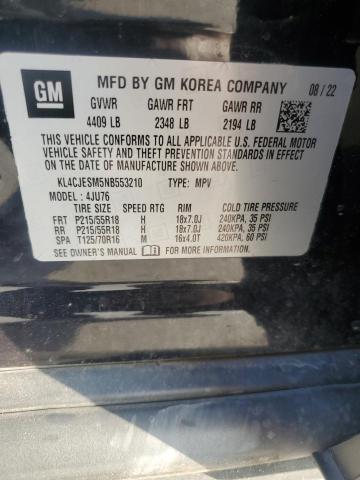 GM
MFD BY GM KOREA COMPANY 08/22
GVWR GAWR FRT GAWR RR
4409 LB 2348 LB 2194 LB
THIS VEHICLE CONFORMS TO ALL APPLICABLE U.S. FEDERAL MOTOR
VEHICLE SAFETY, BUMPER, AND THEFT PREVENTION STANDARDS
IN EFFECT ON THE DATE OF MANUFACTURE SHOWN ABOVE.
KL4CJESM5NB553210 TYPE: MPV
MODEL: 4JU76
TIRE SIZE SPEED RTG RIM COLD TIRE PRESSURE
FRT P215/55R18 H 18x7.0J 240KPA, 35 PSI
RR P215/55R18 H 18x7.0J 240KPA, 35 PSI
SPA T125/70R16 M 16x4.0T 420KPA, 60 PSI
SEE OWNER'S MANUAL FOR MORE INFORMATION.